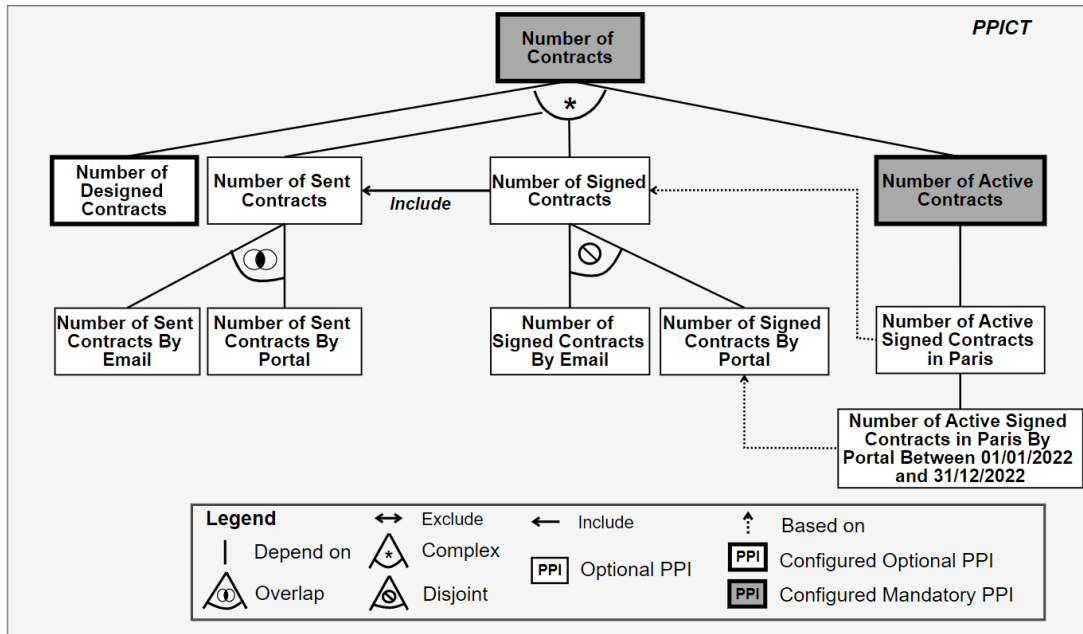 PPICT
Number of
Contracts
*
Number of
Designed
Contracts
Number of Sent
Contracts
Include
Number of Signed
Contracts
Number of Active
Contracts
Number of Sent
Contracts By
Email
Number of Sent
Contracts By
Portal
Number of
Signed Contracts
By Email
Number of Signed
Contracts By
Portal
Number of Active
Signed Contracts
in Paris
Number of Active Signed
Contracts in Paris By
Portal Between 01/01/2022
and 31/12/2022
Legend
Exclude
Include
Based on
Depend on
*
Complex
PPI
Optional PPI
PPI
Configured Optional PPI
Overlap
Disjoint
PPI
Configured Mandatory PPI